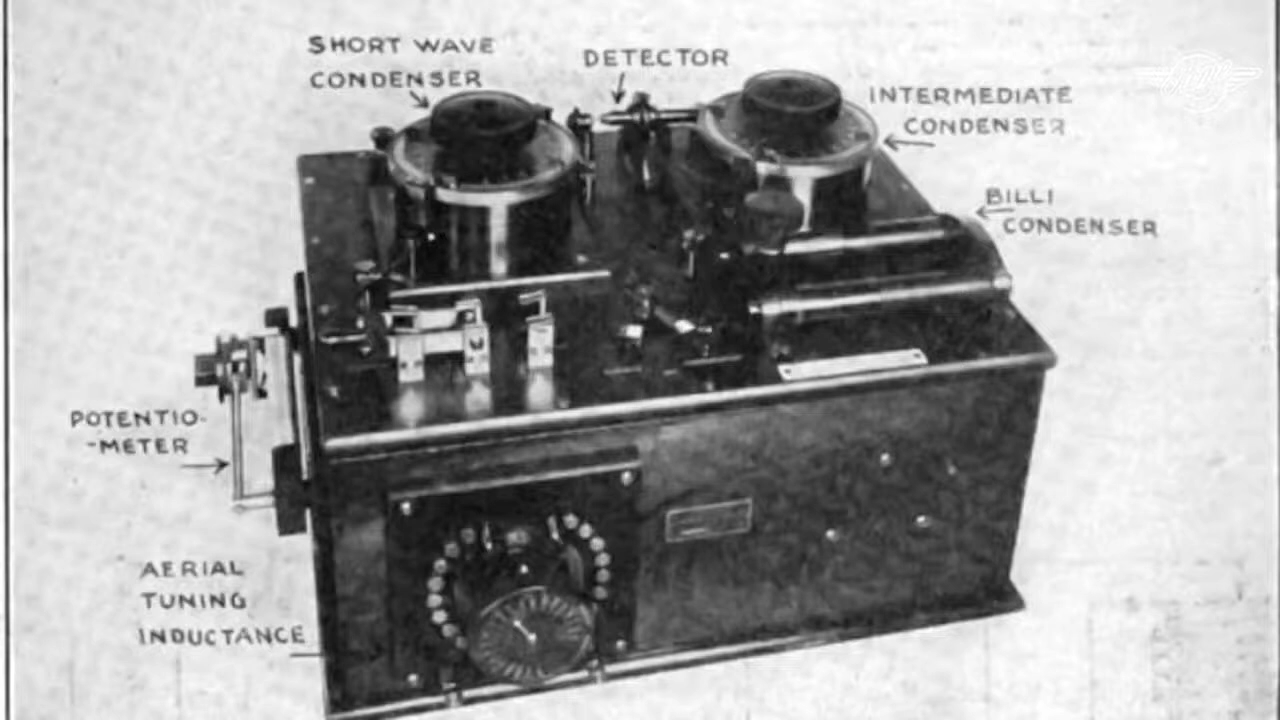 SHORT WAVE
CONDENSER
DETECTOR
INTERMEDIATE
CONDENSER
BILLI
CONDENSER
POTENTIO-
-METER
AERIAL
TUNING
INDUCTANCE